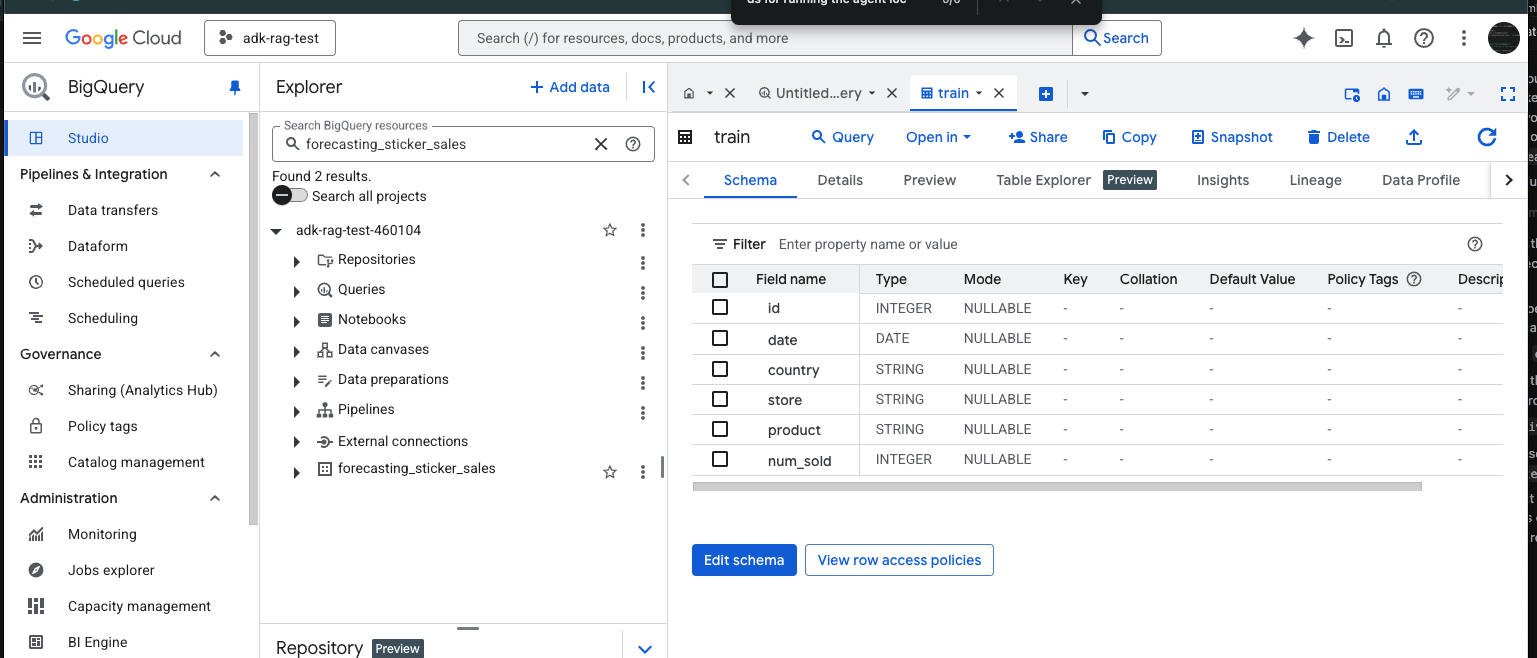 Google Cloud
adk-rag-test
Search (/) for resources, docs, products, and more
Search
BigQuery
Studio
Pipelines & Integration
Data transfers
Dataform
Scheduled queries
Scheduling
Governance
Sharing (Analytics Hub)
Policy tags
Catalog management
Administration
Monitoring
Jobs explorer
Capacity management
BI Engine
Explorer
+ Add data
Search BigQuery resources
forecasting_sticker_sales
Found 2 results.
Search all projects
adk-rag-test-460104
Repositories
Queries
Notebooks
Data canvases
Data preparations
Pipelines
External connections
forecasting_sticker_sales
Repository Preview
Untitled...ery
train
train
Query Open in Share Copy Snapshot Delete
Schema Details Preview Table Explorer Preview Insights Lineage Data Profile
Filter Enter property name or value
Field name Type Mode Key Collation Default Value Policy Tags
id INTEGER NULLABLE - - - - -
date DATE NULLABLE - - - - -
country STRING NULLABLE - - - - -
store STRING NULLABLE - - - - -
product STRING NULLABLE - - - - -
num_sold INTEGER NULLABLE - - - - -
Edit schema View row access policies